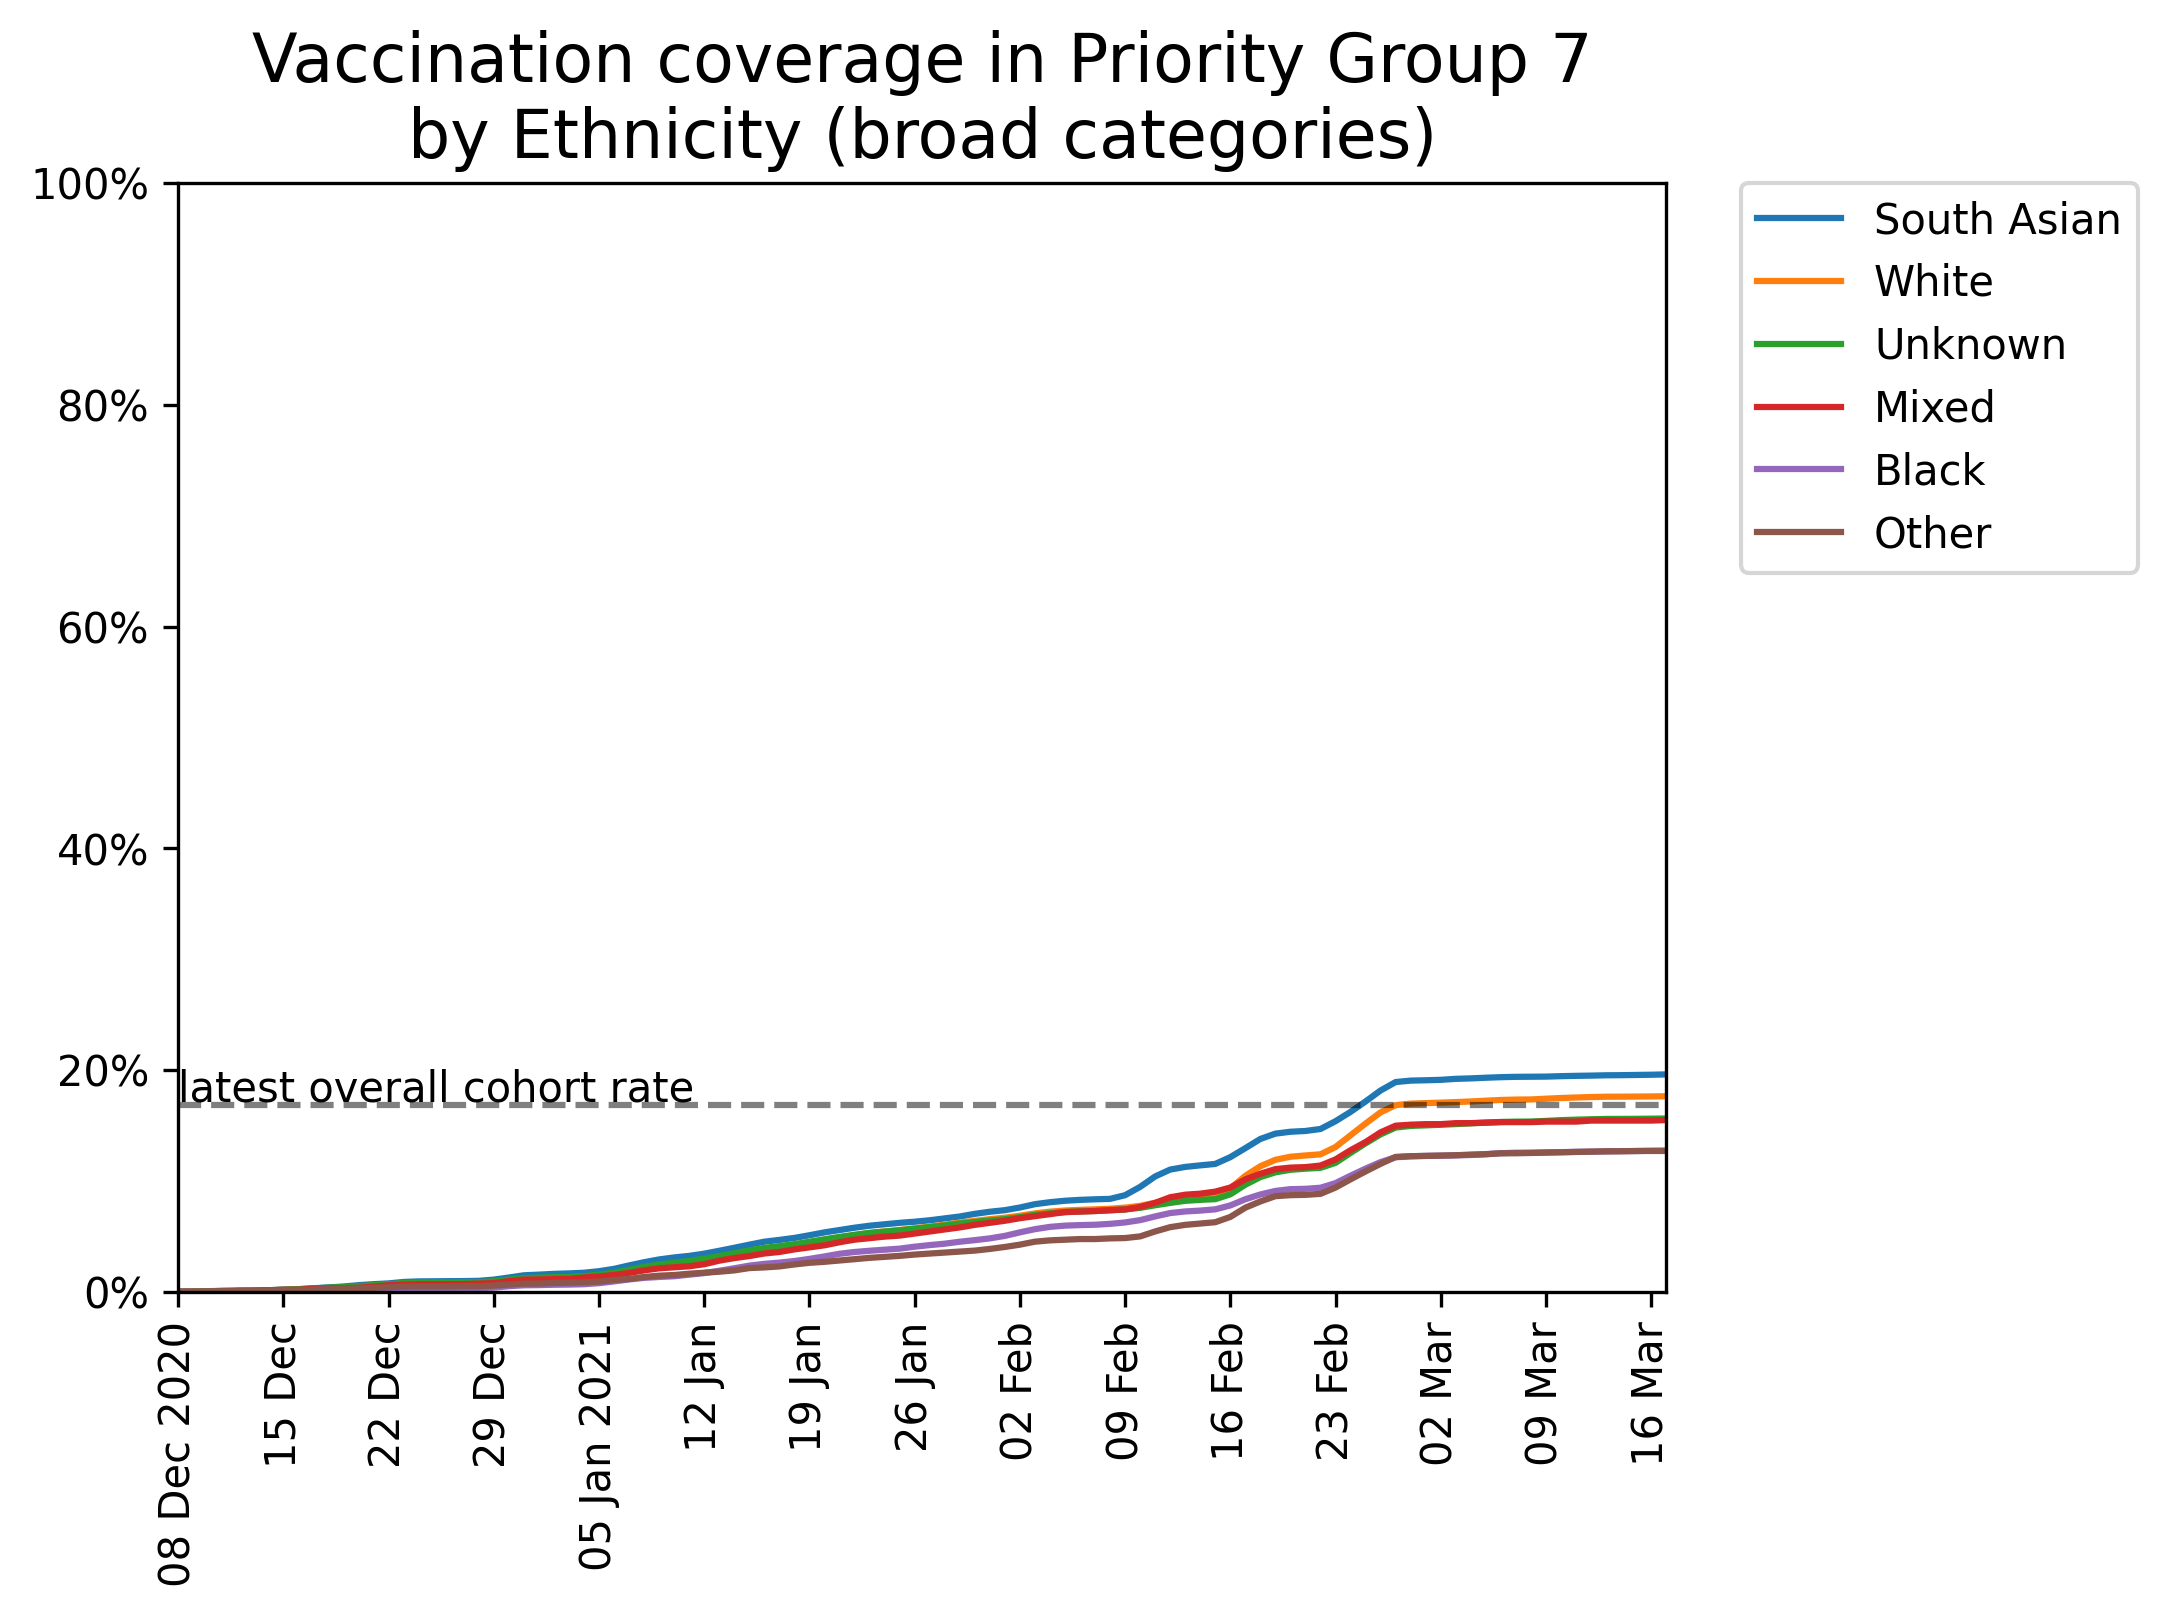 Vaccination coverage in Priority Group 7
by Ethnicity (broad categories)
100%
80%
60%
40%
20%
0%
latest overall cohort rate
South Asian
White
Unknown
Mixed
Black
Other
08 Dec 2020
15 Dec
22 Dec
29 Dec
05 Jan 2021
12 Jan
19 Jan
26 Jan
02 Feb
09 Feb
16 Feb
23 Feb
02 Mar
09 Mar
16 Mar